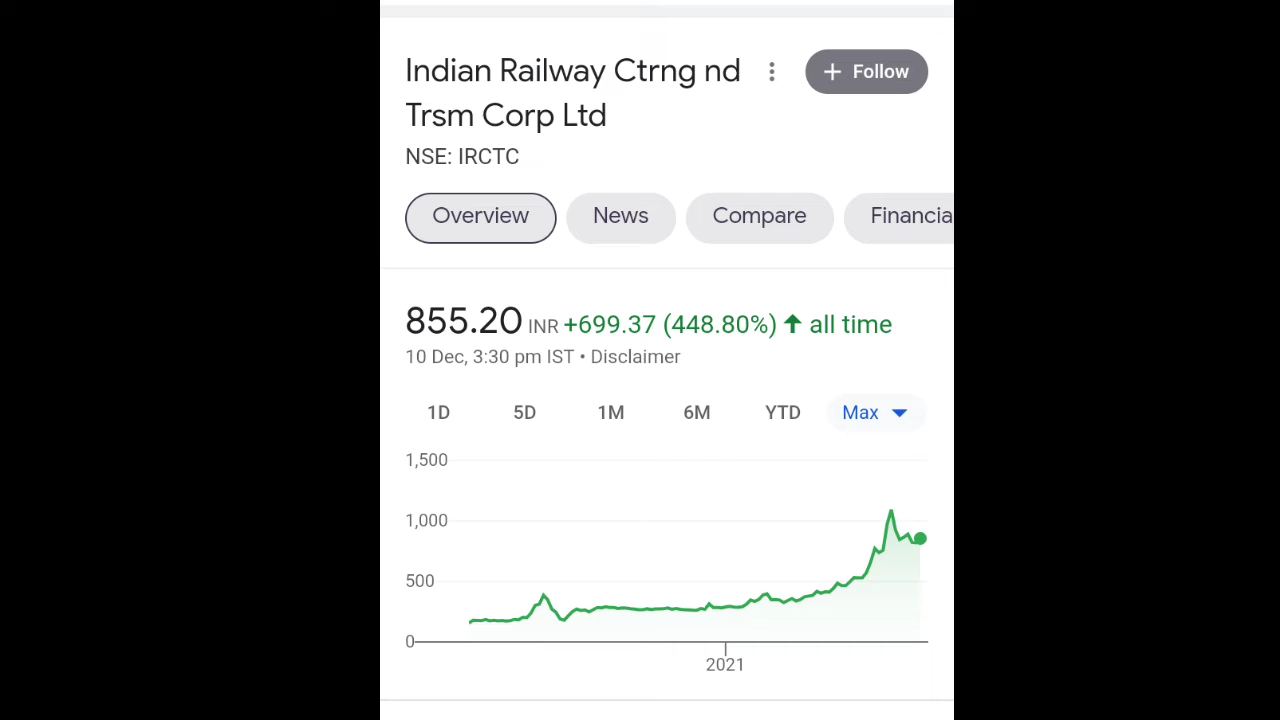 Indian Railway Ctrng nd
Trsm Corp Ltd
+ Follow
NSE: IRCTC
Overview
News
Compare
Financia
855.20 INR +699.37 (448.80%) ↑ all time
10 Dec, 3:30 pm IST • Disclaimer
1D 5D 1M 6M YTD Max
1,500
1,000
500
0
2021